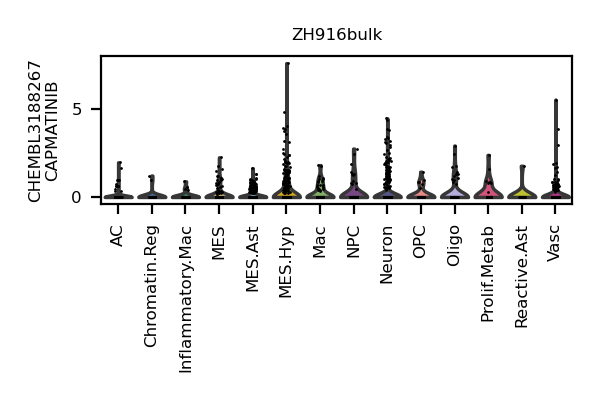 ZH916bulk
CHEMBL3188267
CAPMATINIB
5
0
AC
Chromatin.Reg
Inflammatory.Mac
MES
MES.Ast
MES.Hyp
Mac
NPC
Neuron
OPC
Oligo
Prolif.Metab
Reactive.Ast
Vasc